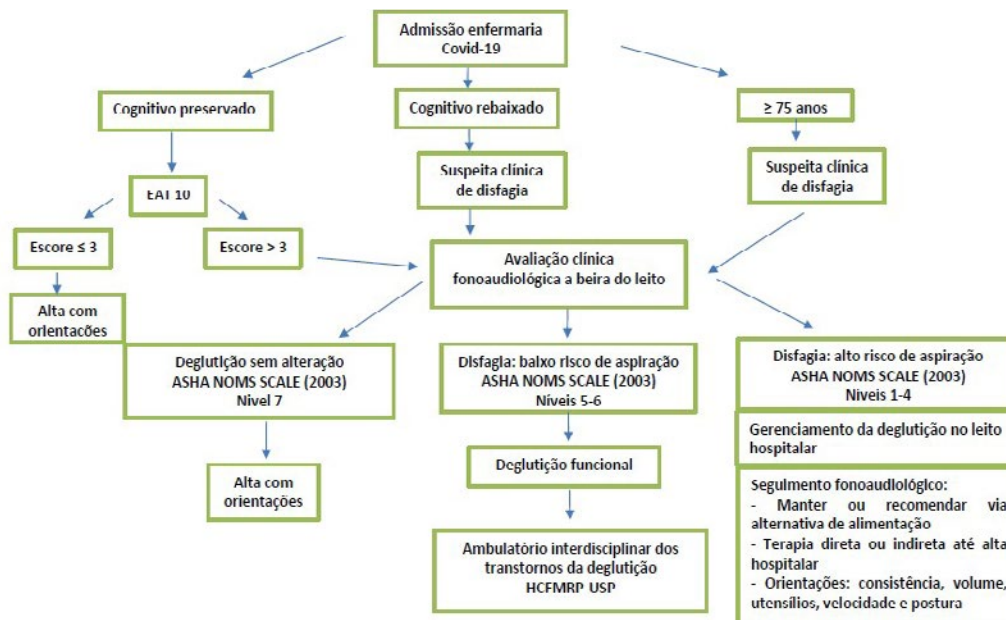 Admissão enfermaria
Covid-19
Cognitivo preservado
Cognitivo rebaixado
≥ 75 anos
Suspeita clínica
de disfagia
Suspeita clínica
de disfagia
EAT 10
Escore ≤ 3
Escore > 3
Avaliação clínica
fonoaudiológica a beira do leito
Alta com
orientações
Deglutição sem alteração
ASHA NOMS SCALE (2003)
Nível 7
Disfagia: baixo risco de aspiração
ASHA NOMS SCALE (2003)
Níveis 5-6
Disfagia: alto risco de aspiração
ASHA NOMS SCALE (2003)
Níveis 1-4
Gerenciamento da deglutição no leito
hospitalar
Alta com
orientações
Deglutição funcional
Ambulatório interdisciplinar dos
transtornos da deglutição
HCFMRP USP
Seguimento fonoaudiológico:
- Manter ou recomendar via
alternativa de alimentação
- Terapia direta ou indireta até alta
hospitalar
- Orientações: consistência, volume,
utensílios, velocidade e postura